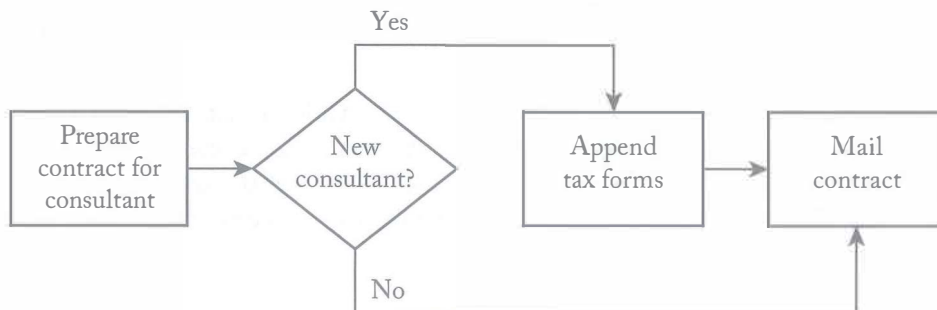 Yes
Prepare
contract for
consultant
New
consultant?
Append
tax forms
Mail
contract
No